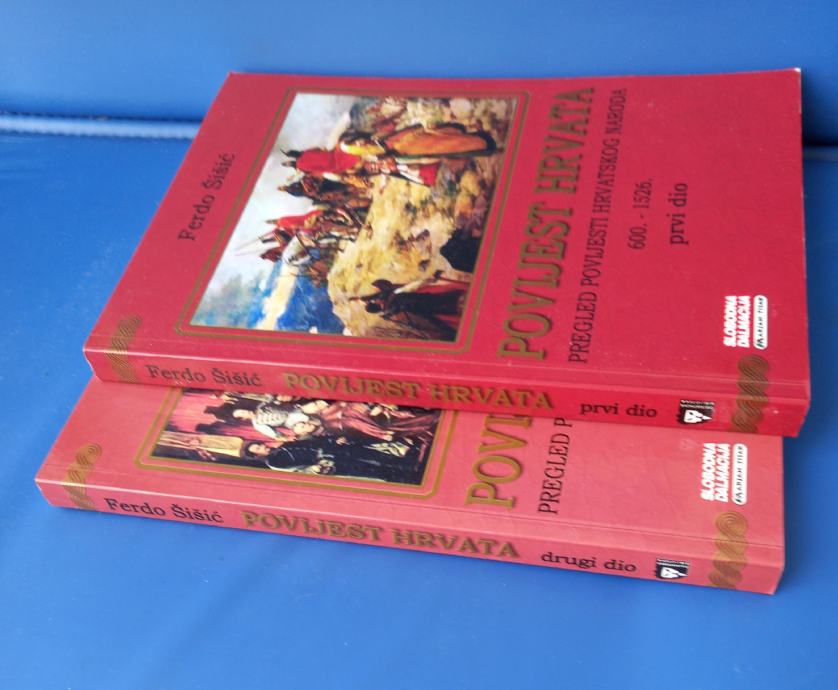 Ferdo Šišić
POVIJEST HRVATA
PREGLED POVIJESTI HRVATSKOG NARODA
600. - 1526.
prvi dio
SLOBODNA
DALMACIJA
MARJAN TISAK
Ferdo Šišić POVIJEST HRVATA prvi dio
POVI
PREGLED P
SLOBODNA
DALMACIJA
MARJAN TISAK
Ferdo Šišić POVIJEST HRVATA drugi dio